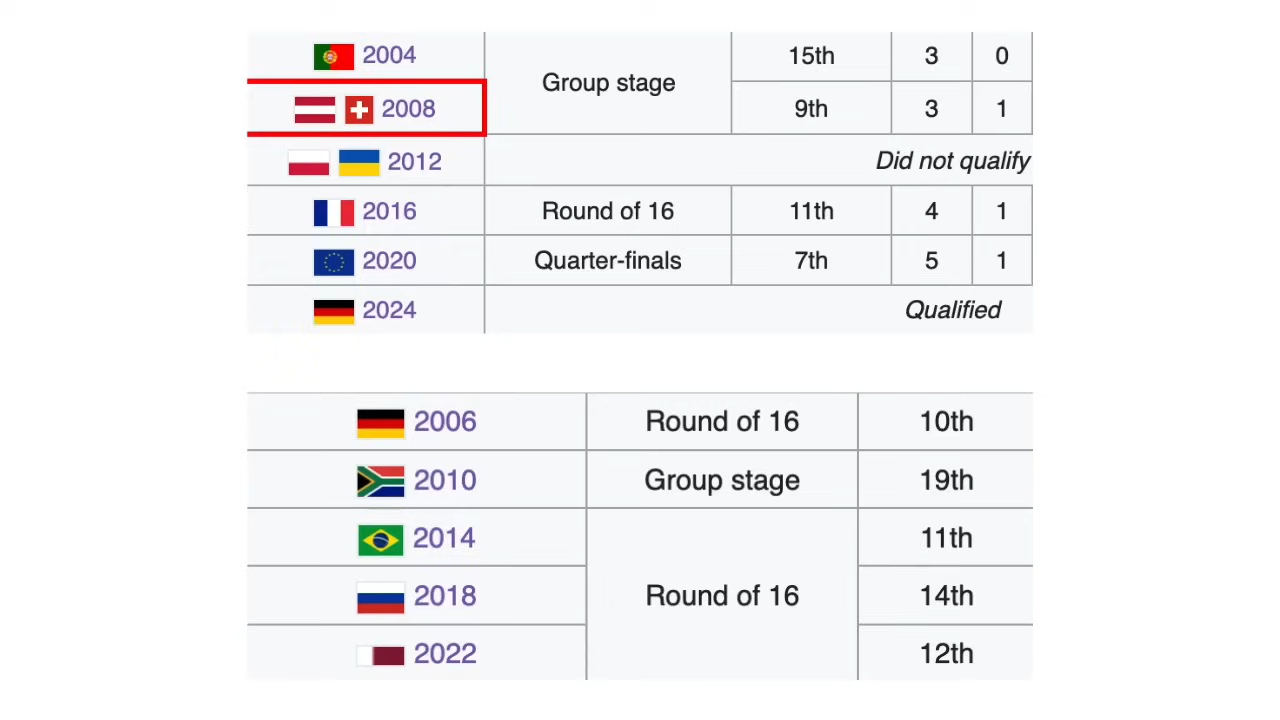 2004 Group stage 15th 3 0
2008 9th 3 1
2012 Did not qualify
2016 Round of 16 11th 4 1
2020 Quarter-finals 7th 5 1
2024 Qualified
2006 Round of 16 10th
2010 Group stage 19th
2014 11th
2018 Round of 16 14th
2022 12th